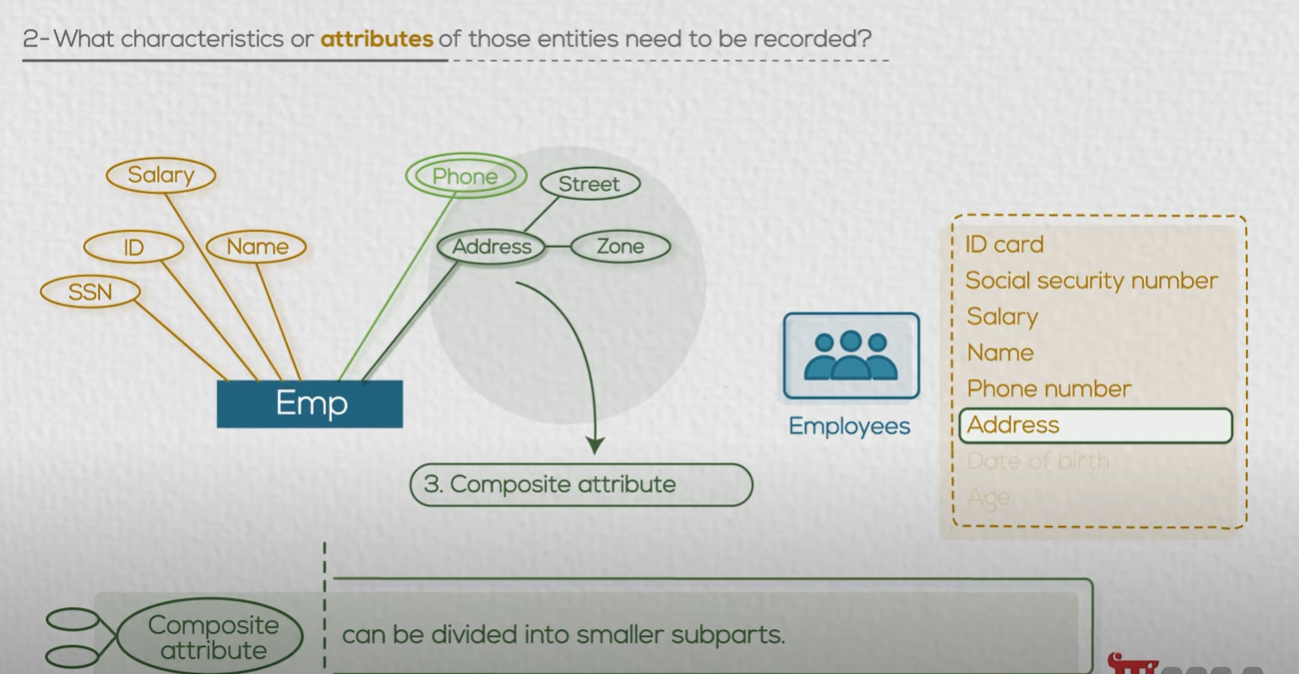 2- What characteristics or attributes of those entities need to be recorded?
Salary
Phone
Street
ID
Name
Address
Zone
SSN
Emp
3. Composite attribute
Employees
ID card
Social security number
Salary
Name
Phone number
Address
Date of birth
Age
Composite
attribute
can be divided into smaller subparts.